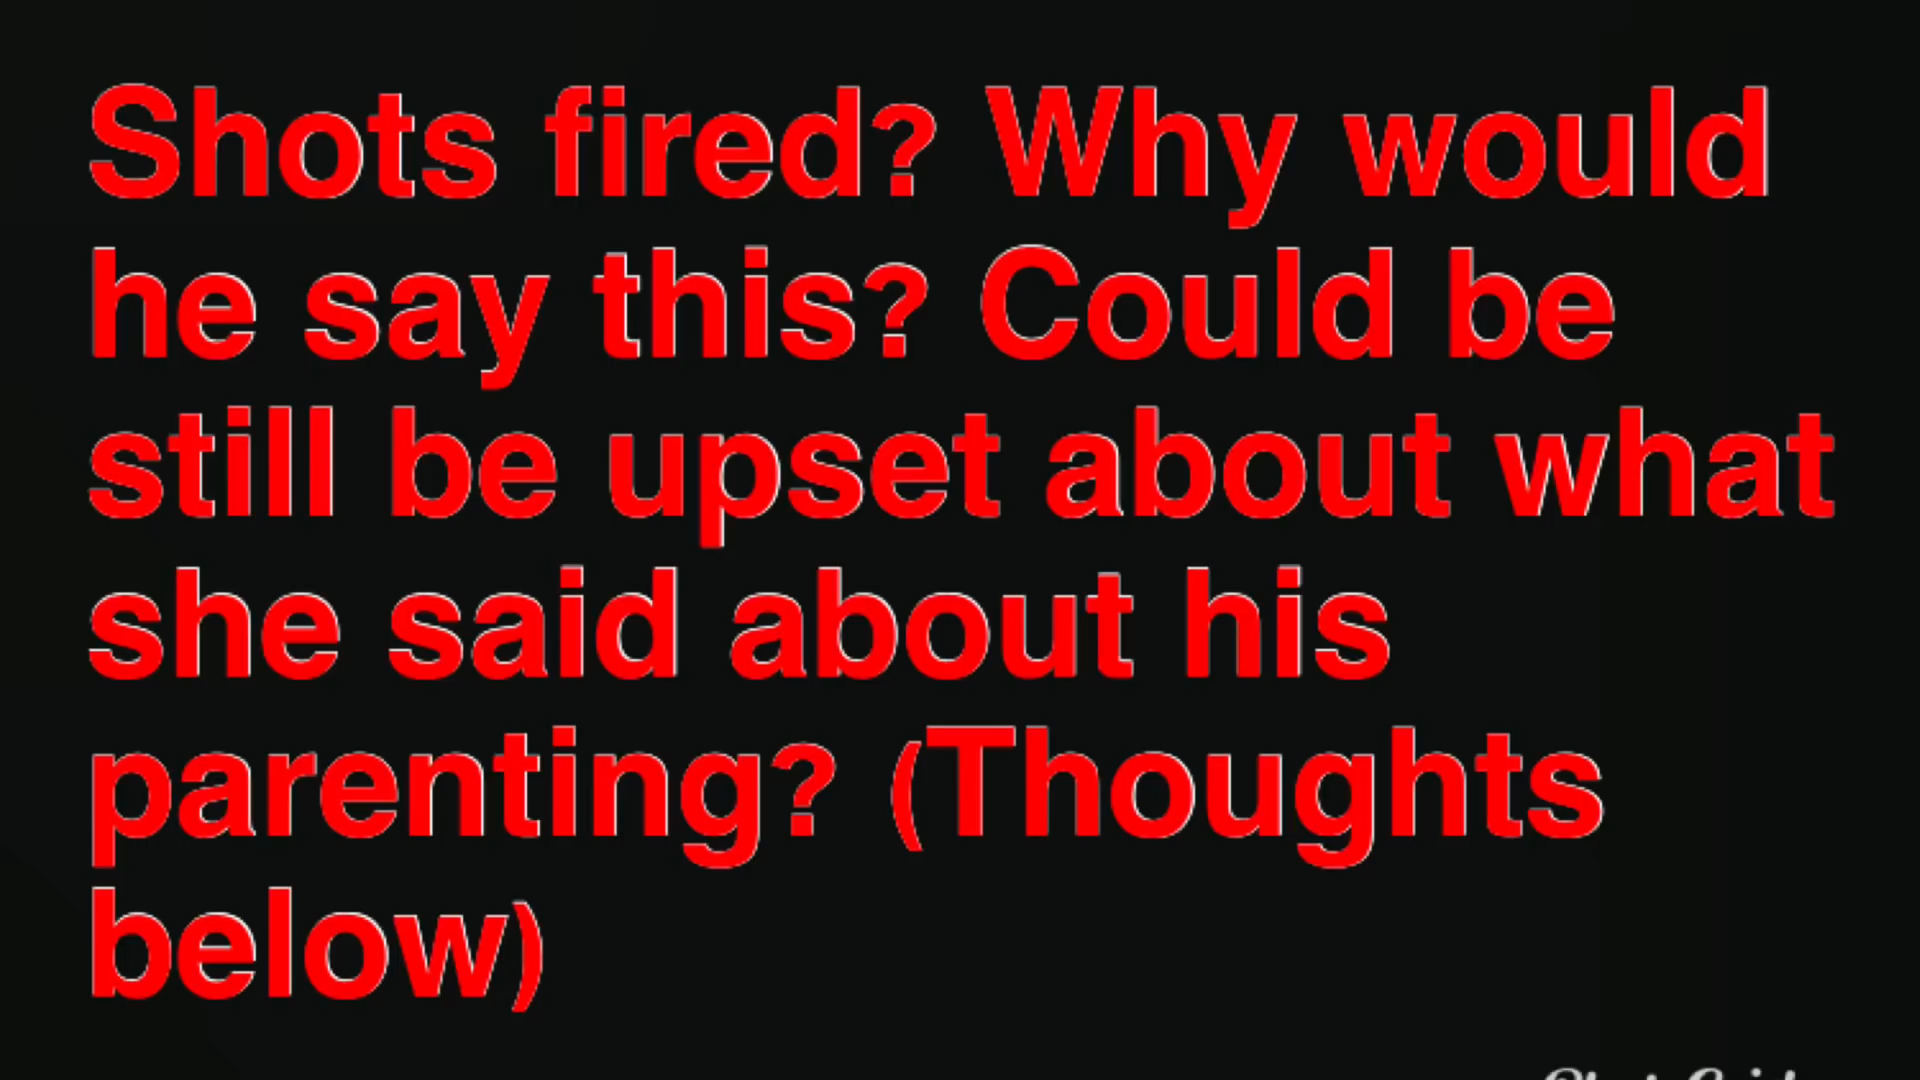 Shots fired? Why would
he say this? Could be
still be upset about what
she said about his
parenting? (Thoughts
below)